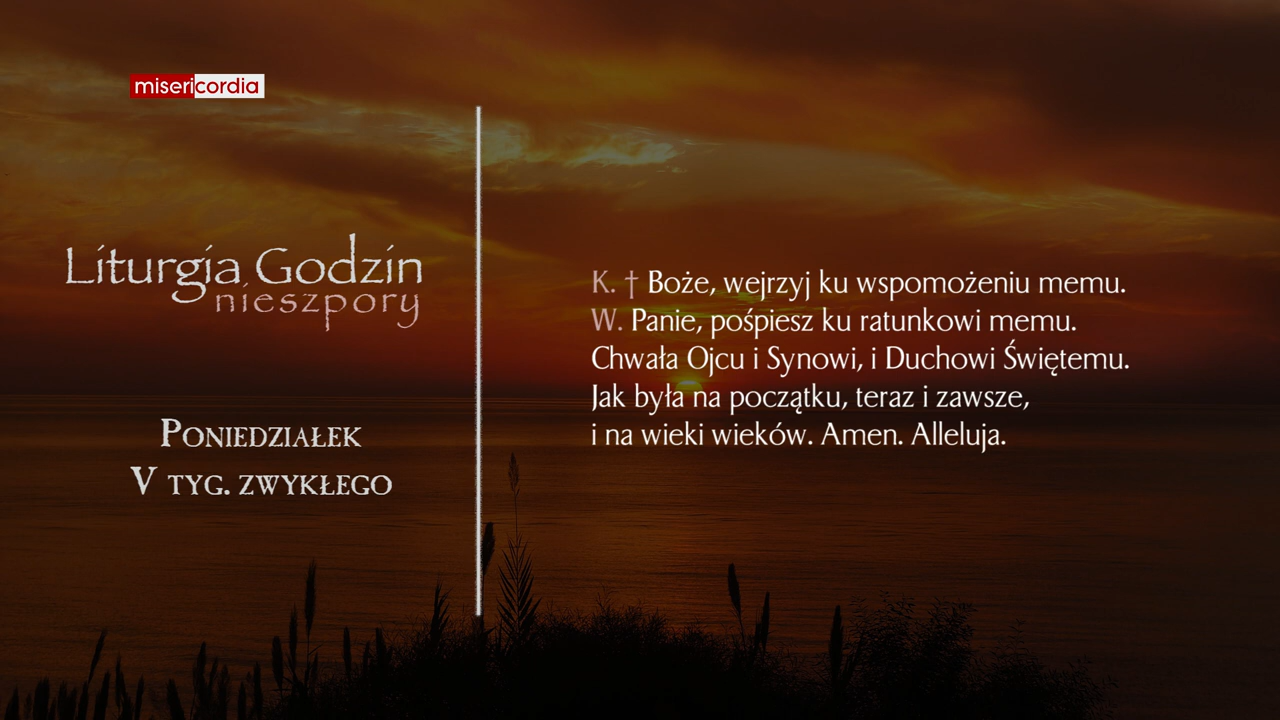 misericordia
Liturgia Godzin
nieszpory
Poniedziałek
V tyg. zwykłego
K. † Boże, wejrzyj ku wspomożeniu memu.
W. Panie, pośpiesz ku ratunkowi memu.
Chwała Ojcu i Synowi, i Duchowi Świętemu.
Jak była na początku, teraz i zawsze,
i na wieki wieków. Amen. Alleluja.